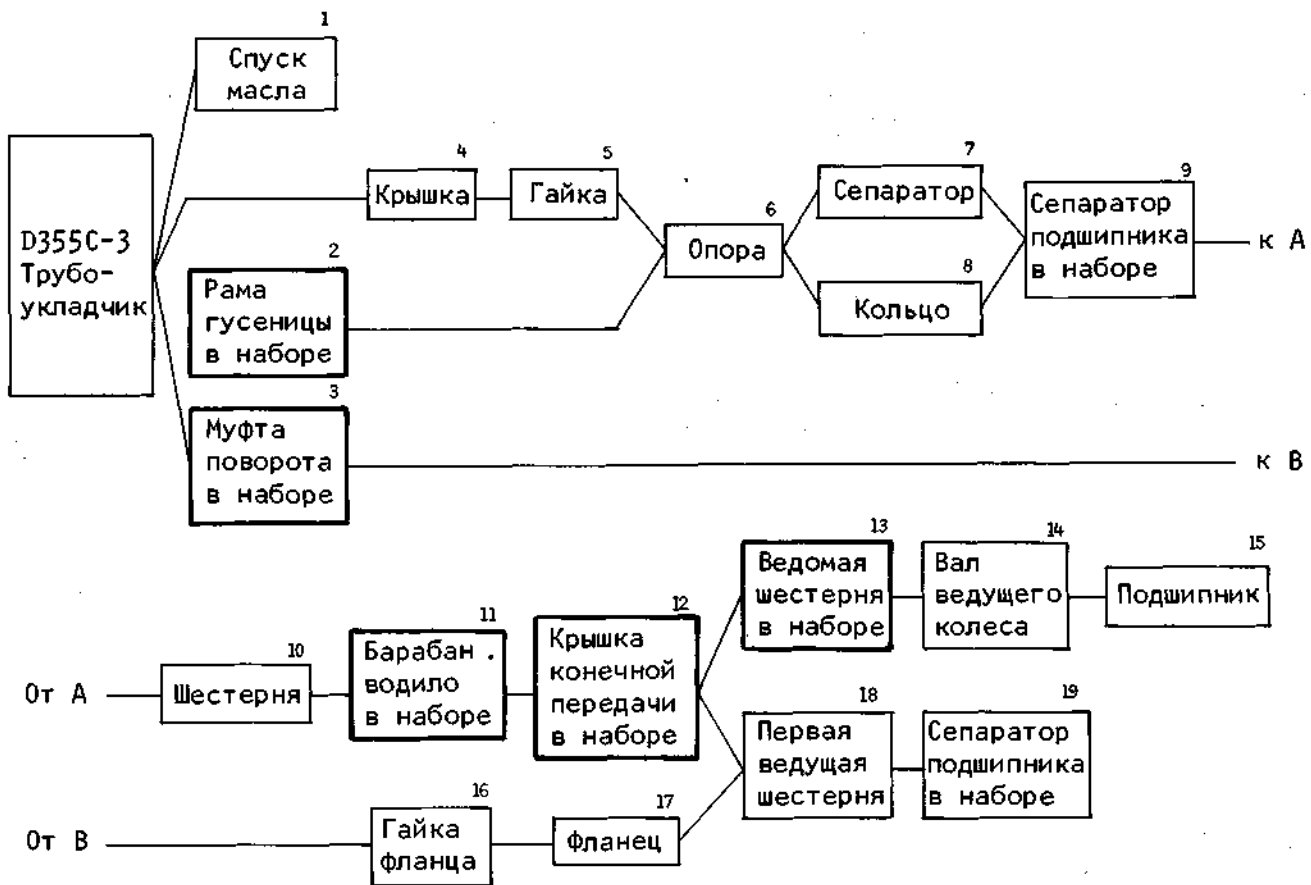 1
Спуск
масла
D355C-3
Трубо-
укладчик
4
Крышка
5
Гайка
6
Опора
7
Сепаратор
8
Кольцо
9
Сепаратор
подшипника
в наборе
к А
2
Рама
гусеницы
в наборе
3
Муфта
поворота
в наборе
к В
От А
10
Шестерня
11
Барабан.
водило
в наборе
12
Крышка
конечной
передачи
в наборе
13
Ведомая
шестерня
в наборе
14
Вал
ведущего
колеса
15
Подшипник
От В
16
Гайка
фланца
17
Фланец
18
Первая
ведущая
шестерня
19
Сепаратор
подшипника
в наборе